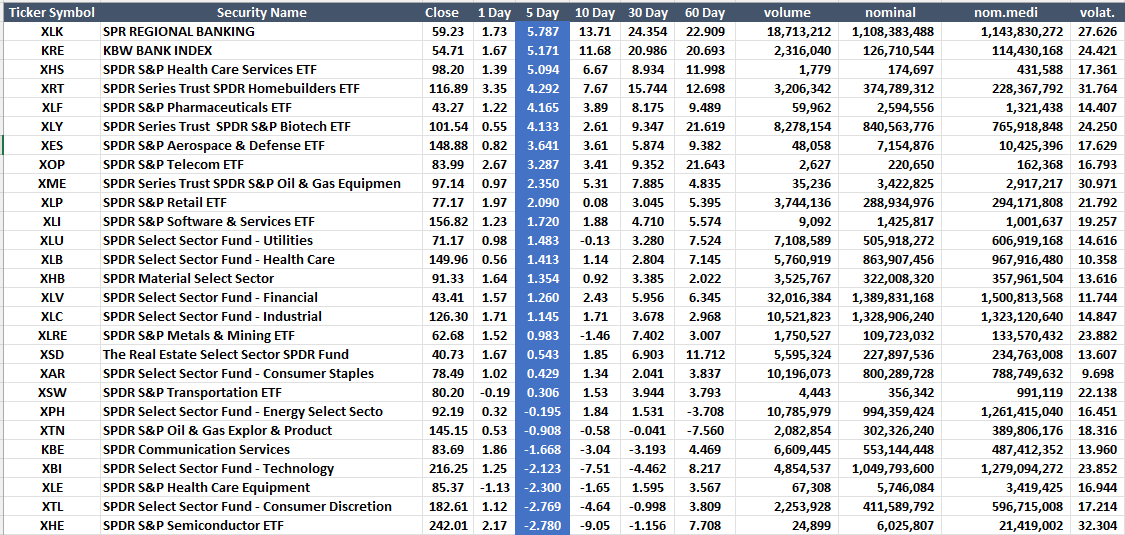 Ticker Symbol Security Name Close 1 Day 5 Day 10 Day 30 Day 60 Day volume nominal nom.medi volat.
XLK SPR REGIONAL BANKING 59.23 1.73 5.787 13.71 24.354 22.909 18,713,212 1,108,383,488 1,143,830,272 27.626
KRE KBW BANK INDEX 54.71 1.67 5.171 11.68 20.986 20.693 2,316,040 126,710,544 114,430,168 24.421
XHS SPDR S&P Health Care Services ETF 98.20 1.39 5.094 6.67 8.934 11.998 1,779 174,697 431,588 17.361
XRT SPDR Series Trust SPDR Homebuilders ETF 116.89 3.35 4.292 7.67 15.744 12.698 3,206,342 374,789,312 228,367,792 31.764
XLF SPDR S&P Pharmaceuticals ETF 43.27 1.22 4.165 3.89 8.175 9.489 59,962 2,594,556 1,321,438 14.407
XLY SPDR Series Trust SPDR S&P Biotech ETF 101.54 0.55 4.133 2.61 9.347 21.619 8,278,154 840,563,776 765,918,848 24.250
XES SPDR S&P Aerospace & Defense ETF 148.88 0.82 3.641 3.61 5.874 9.382 48,058 7,154,876 10,425,396 17.629
XOP SPDR S&P Telecom ETF 83.99 2.67 3.287 3.41 9.352 21.643 2,627 220,650 162,368 16.793
XME SPDR Series Trust SPDR S&P Oil & Gas Equipmen 97.14 0.97 2.350 5.31 7.885 4.835 35,236 3,422,825 2,917,217 30.971
XLP SPDR S&P Retail ETF 77.17 1.97 2.090 0.08 3.045 5.395 3,744,136 288,934,976 294,171,808 21.792
XLI SPDR S&P Software & Services ETF 156.82 1.23 1.720 1.88 4.710 5.574 9,092 1,425,817 1,001,637 19.257
XLU SPDR Select Sector Fund - Utilities 71.17 0.98 1.483 -0.13 3.280 7.524 7,108,589 505,918,272 606,919,168 14.616
XLB SPDR Select Sector Fund - Health Care 149.96 0.56 1.413 1.14 2.804 7.145 5,760,919 863,907,456 967,916,480 10.358
XHB SPDR Material Select Sector 91.33 1.64 1.354 0.92 3.385 2.022 3,525,767 322,008,320 357,961,504 13.616
XLV SPDR Select Sector Fund - Financial 43.41 1.57 1.260 2.43 5.956 6.345 32,016,384 1,389,831,168 1,500,813,568 11.744
XLC SPDR Select Sector Fund - Industrial 126.30 1.71 1.145 1.71 3.678 2.968 10,521,823 1,328,906,240 1,323,120,640 14.847
XLRE SPDR S&P Metals & Mining ETF 62.68 1.52 0.983 -1.46 7.402 3.007 1,750,527 109,723,032 133,570,432 23.882
XSD The Real Estate Select Sector SPDR Fund 40.73 1.67 0.543 1.85 6.903 11.712 5,595,324 227,897,536 234,763,008 13.607
XAR SPDR Select Sector Fund - Consumer Staples 78.49 1.02 0.429 1.34 2.041 3.837 10,196,073 800,289,728 788,749,632 9.698
XSW SPDR S&P Transportation ETF 80.20 -0.19 0.306 1.53 3.944 3.793 4,443 356,342 991,119 22.138
XPH SPDR Select Sector Fund - Energy Select Secto 92.19 0.32 -0.195 1.84 1.531 -3.708 10,785,979 994,359,424 1,261,415,040 16.451
XTN SPDR S&P Oil & Gas Explor & Product 145.15 0.53 -0.908 -0.58 -0.041 -7.560 2,082,854 302,326,240 389,806,176 18.316
KBE SPDR Communication Services 83.69 1.86 -1.668 -3.04 -3.193 4.469 6,609,445 553,144,448 487,412,352 13.960
XBI SPDR Select Sector Fund - Technology 216.25 1.25 -2.123 -7.51 -4.462 8.217 4,854,537 1,049,793,600 1,279,094,272 23.852
XLE SPDR S&P Health Care Equipment 85.37 -1.13 -2.300 -1.65 1.595 3.567 67,308 5,746,084 3,419,425 16.944
XTL SPDR Select Sector Fund - Consumer Discretion 182.61 1.12 -2.769 -4.64 -0.998 3.809 2,253,928 411,589,792 596,715,008 17.214
XHE SPDR S&P Semiconductor ETF 242.01 2.17 -2.780 -9.05 -1.156 7.708 24,899 6,025,807 21,419,002 32.304